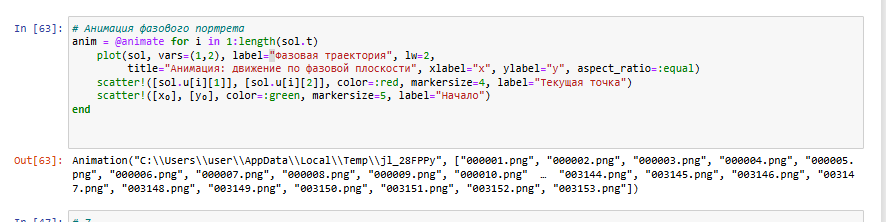 In [63]: # Анимация фазового портрета
anim = @animate for i in 1:length(sol.t)
    plot(sol, vars=(1,2), label="Фазовая траектория", lw=2,
        title="Анимация: движение по фазовой плоскости", xlabel="x", ylabel="y", aspect_ratio=:equal)
    scatter!([sol.u[i][1]], [sol.u[i][2]], color=:red, markersize=4, label="Текущая точка")
    scatter!([x₀], [y₀], color=:green, markersize=5, label="Начало")
end
Out[63]: Animation("C:\\Users\\user\\AppData\\Local\\Temp\\jl_28FPPy", ["000001.png", "000002.png", "000003.png", "000004.png", "000005.
png", "000006.png", "000007.png", "000008.png", "000009.png", "000010.png"  …  "003144.png", "003145.png", "003146.png", "00314
7.png", "003148.png", "003149.png", "003150.png", "003151.png", "003152.png", "003153.png"])
In [47]: # 7